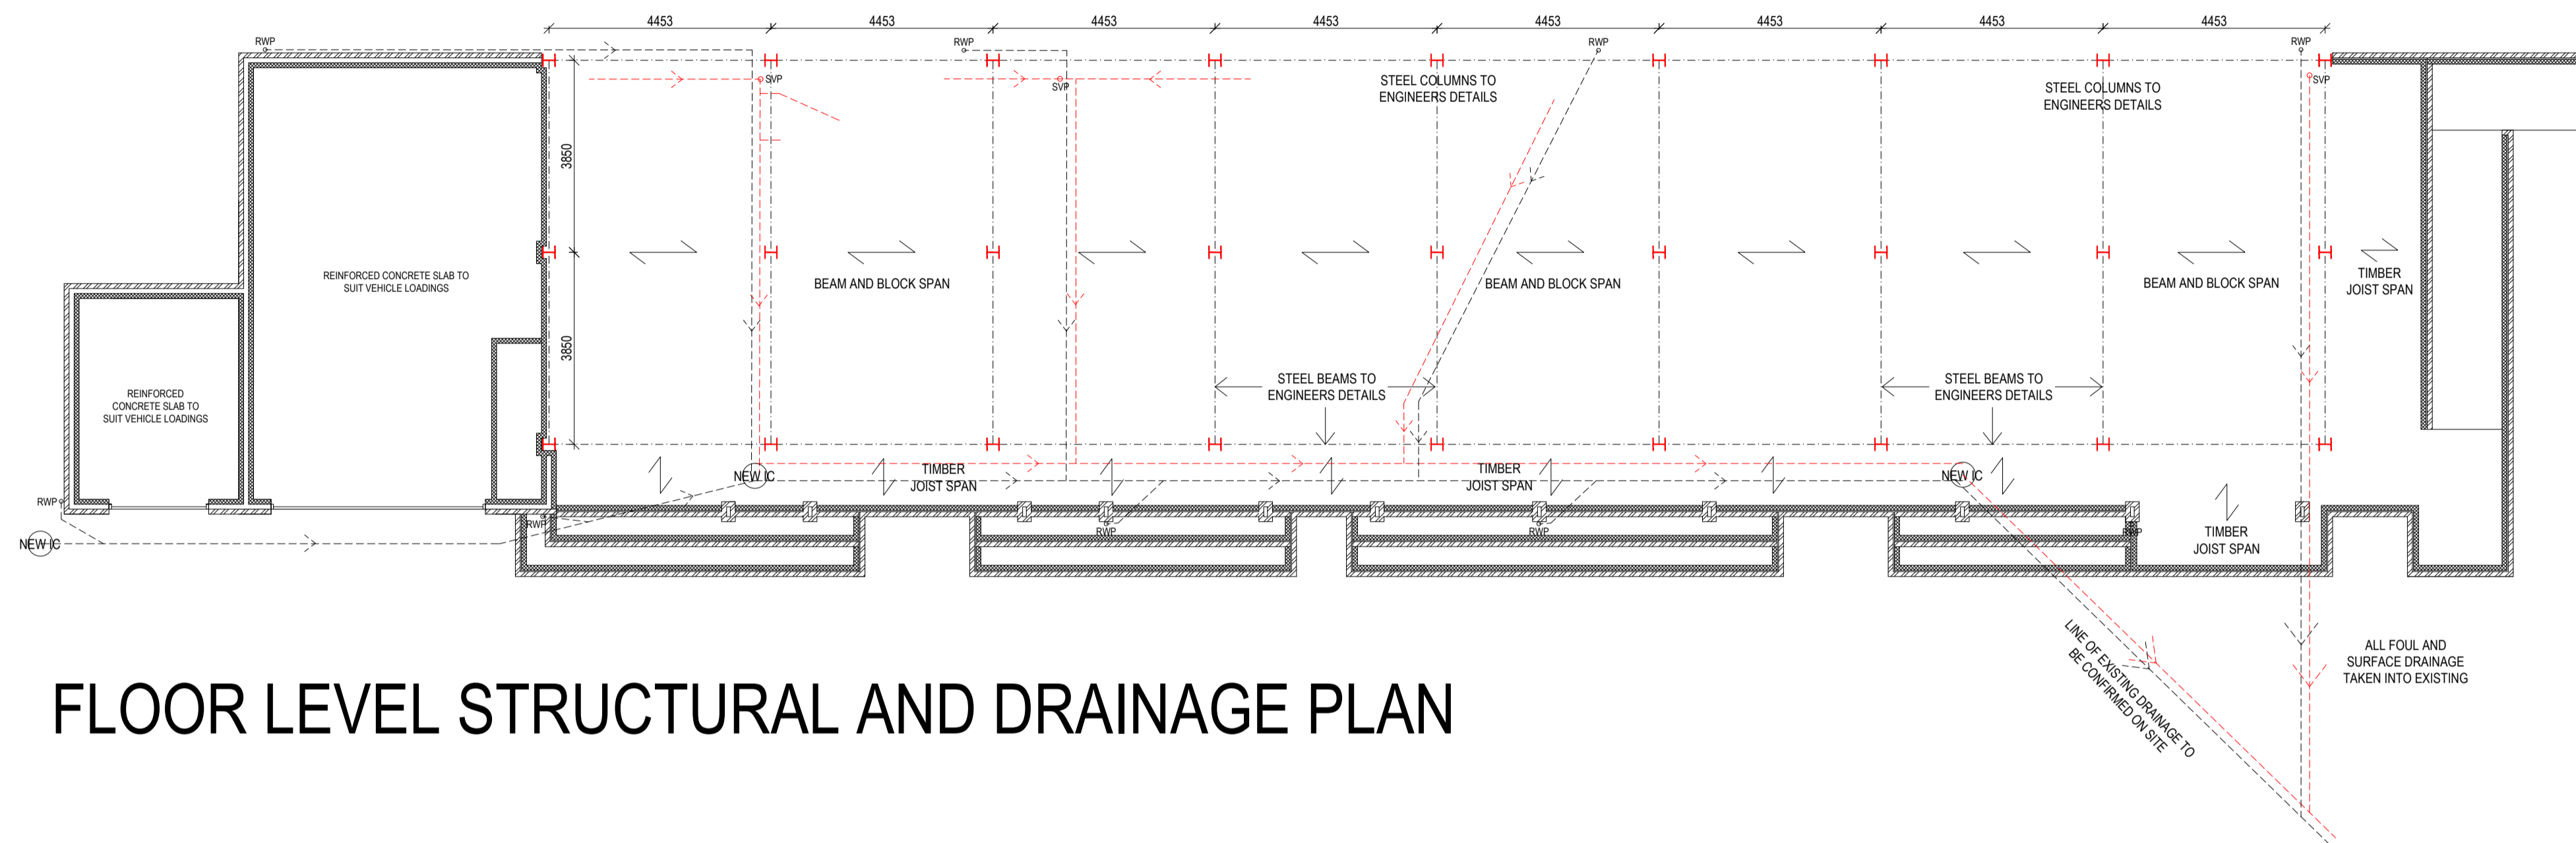 4453
4453
4453
4453
4453
4453
4453
4453
RWP
RWP
RWP
RWP
SVP
SVP
SVP
STEEL COLUMNS TO
ENGINEERS DETAILS
STEEL COLUMNS TO
ENGINEERS DETAILS
3850
REINFORCED CONCRETE SLAB TO
SUIT VEHICLE LOADINGS
BEAM AND BLOCK SPAN
BEAM AND BLOCK SPAN
BEAM AND BLOCK SPAN
TIMBER
JOIST SPAN
3850
REINFORCED
CONCRETE SLAB TO
SUIT VEHICLE LOADINGS
STEEL BEAMS TO
ENGINEERS DETAILS
STEEL BEAMS TO
ENGINEERS DETAILS
NEW IC
TIMBER
JOIST SPAN
TIMBER
JOIST SPAN
NEW IC
RWP
RWP
RWP
RWP
RWP
TIMBER
JOIST SPAN
NEW IC
LINE OF EXISTING DRAINAGE TO
BE CONFIRMED ON SITE
ALL FOUL AND
SURFACE DRAINAGE
TAKEN INTO EXISTING
FLOOR LEVEL STRUCTURAL AND DRAINAGE PLAN